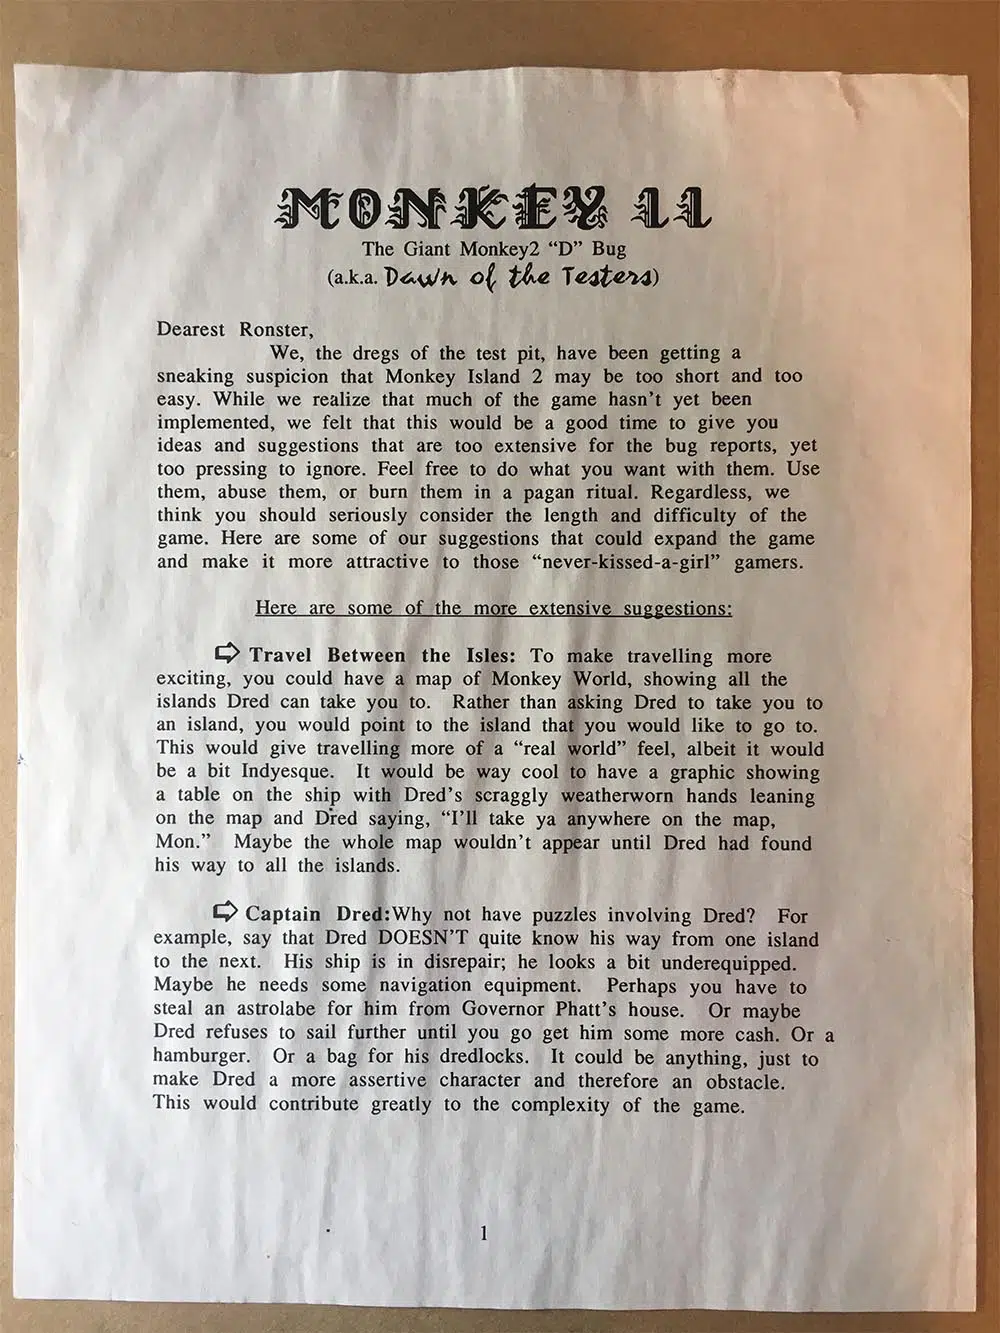 MONKEY II
The Giant Monkey2 “D” Bug
(a.k.a. Dawn of the Testers)
Dearest Ronster,
We, the dregs of the test pit, have been getting a
sneaking suspicion that Monkey Island 2 may be too short and too
easy. While we realize that much of the game hasn’t yet been
implemented, we felt that this would be a good time to give you
ideas and suggestions that are too extensive for the bug reports, yet
too pressing to ignore. Feel free to do what you want with them. Use
them, abuse them, or burn them in a pagan ritual. Regardless, we
think you should seriously consider the length and difficulty of the
game. Here are some of our suggestions that could expand the game
and make it more attractive to those “never-kissed-a-girl” gamers.
Here are some of the more extensive suggestions:
⇨ Travel Between the Isles: To make travelling more
exciting, you could have a map of Monkey World, showing all the
islands Dred can take you to. Rather than asking Dred to take you to
an island, you would point to the island that you would like to go to.
This would give travelling more of a “real world” feel, albeit it would
be a bit Indyesque. It would be way cool to have a graphic showing
a table on the ship with Dred’s scraggly weatherworn hands leaning
on the map and Dred saying, “I’ll take ya anywhere on the map,
Mon.” Maybe the whole map wouldn’t appear until Dred had found
his way to all the islands.
⇨ Captain Dred:Why not have puzzles involving Dred? For
example, say that Dred DOESN’T quite know his way from one island
to the next. His ship is in disrepair; he looks a bit underequipped.
Maybe he needs some navigation equipment. Perhaps you have to
steal an astrolabe for him from Governor Phatt’s house. Or maybe
Dred refuses to sail further until you go get him some more cash. Or a
hamburger. Or a bag for his dredlocks. It could be anything, just to
make Dred a more assertive character and therefore an obstacle.
This would contribute greatly to the complexity of the game.
1